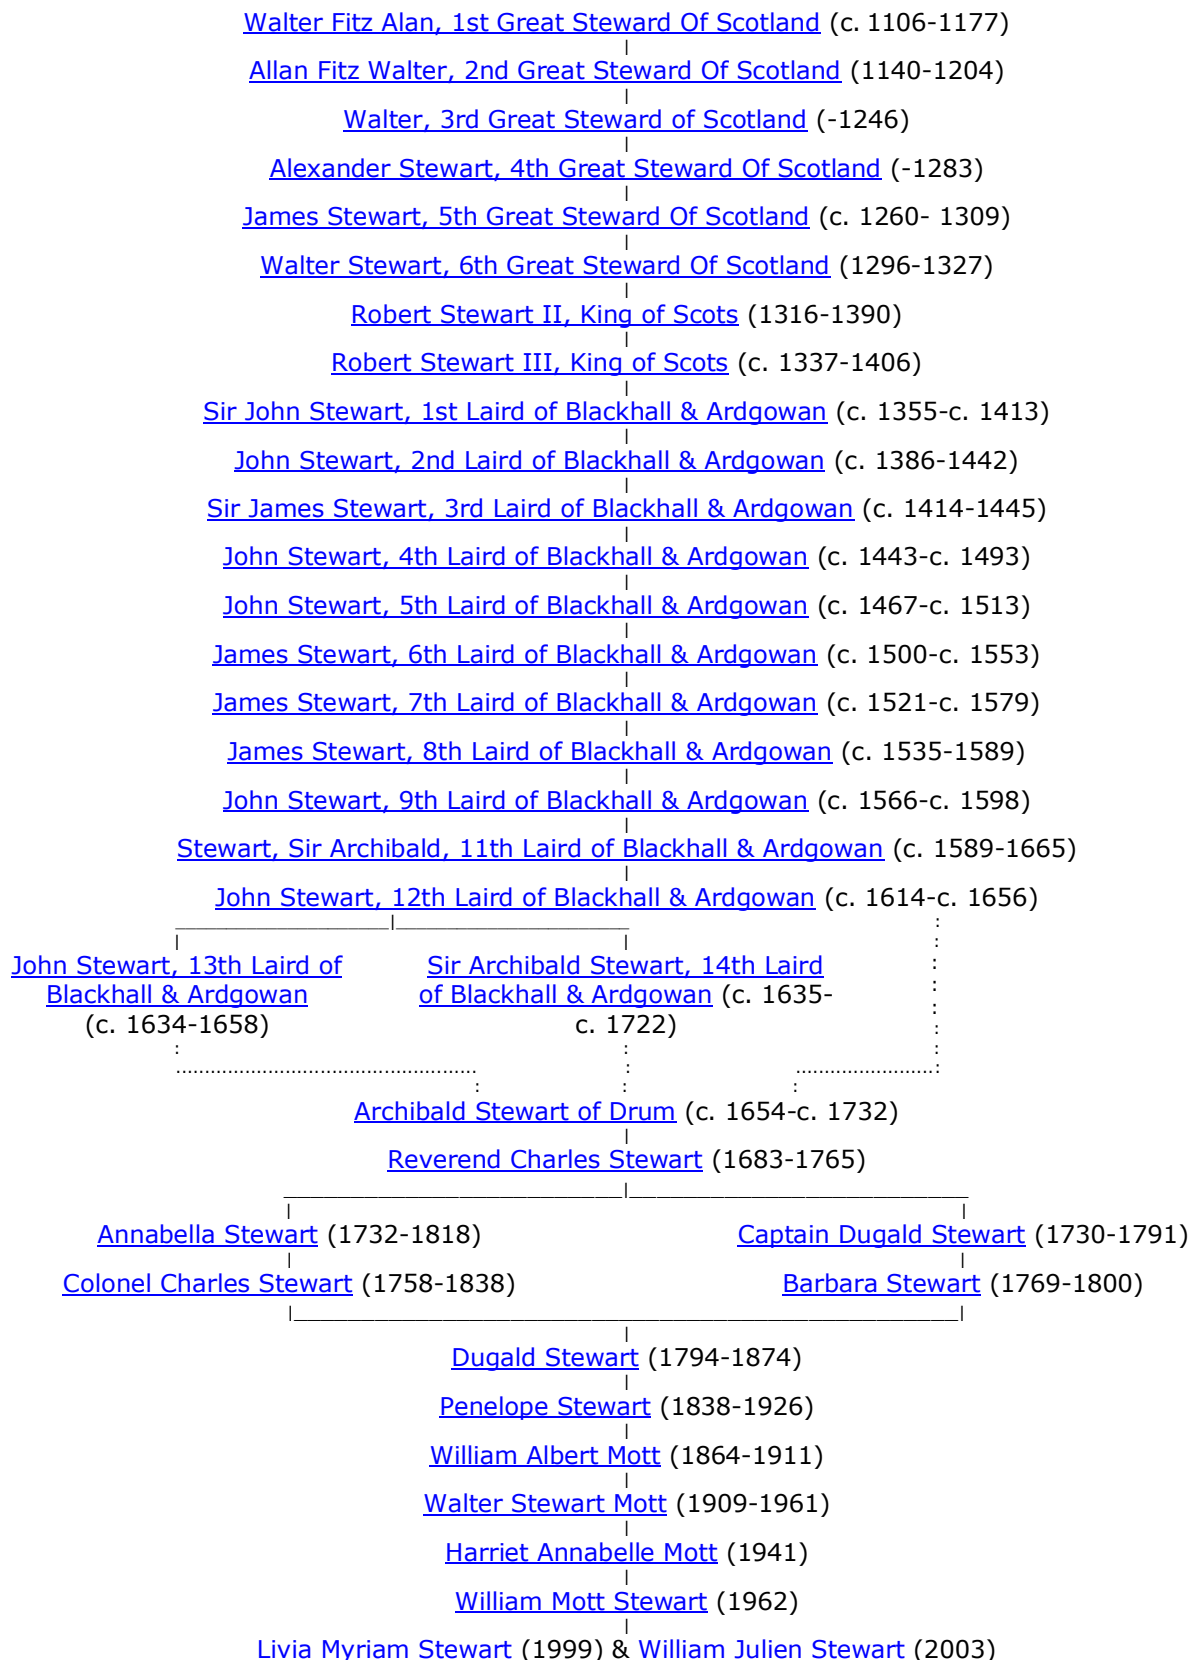 Walter Fitz Alan, 1st Great Steward Of Scotland (c. 1106-1177)
Allan Fitz Walter, 2nd Great Steward Of Scotland (1140-1204)
Walter, 3rd Great Steward of Scotland (-1246)
Alexander Stewart, 4th Great Steward Of Scotland (-1283)
James Stewart, 5th Great Steward Of Scotland (c. 1260- 1309)
Walter Stewart, 6th Great Steward Of Scotland (1296-1327)
Robert Stewart II, King of Scots (1316-1390)
Robert Stewart III, King of Scots (c. 1337-1406)
Sir John Stewart, 1st Laird of Blackhall & Ardgowan (c. 1355-c. 1413)
John Stewart, 2nd Laird of Blackhall & Ardgowan (c. 1386-1442)
Sir James Stewart, 3rd Laird of Blackhall & Ardgowan (c. 1414-1445)
John Stewart, 4th Laird of Blackhall & Ardgowan (c. 1443-c. 1493)
John Stewart, 5th Laird of Blackhall & Ardgowan (c. 1467-c. 1513)
James Stewart, 6th Laird of Blackhall & Ardgowan (c. 1500-c. 1553)
James Stewart, 7th Laird of Blackhall & Ardgowan (c. 1521-c. 1579)
James Stewart, 8th Laird of Blackhall & Ardgowan (c. 1535-1589)
John Stewart, 9th Laird of Blackhall & Ardgowan (c. 1566-c. 1598)
Stewart, Sir Archibald, 11th Laird of Blackhall & Ardgowan (c. 1589-1665)
John Stewart, 12th Laird of Blackhall & Ardgowan (c. 1614-c. 1656)
John Stewart, 13th Laird of
Blackhall & Ardgowan
(c. 1634-1658)
Sir Archibald Stewart, 14th Laird
of Blackhall & Ardgowan (c. 1635-
c. 1722)
Archibald Stewart of Drum (c. 1654-c. 1732)
Reverend Charles Stewart (1683-1765)
Annabella Stewart (1732-1818)
Captain Dugald Stewart (1730-1791)
Colonel Charles Stewart (1758-1838)
Barbara Stewart (1769-1800)
Dugald Stewart (1794-1874)
Penelope Stewart (1838-1926)
William Albert Mott (1864-1911)
Walter Stewart Mott (1909-1961)
Harriet Annabelle Mott (1941)
William Mott Stewart (1962)
Livia Myriam Stewart (1999) & William Julien Stewart (2003)